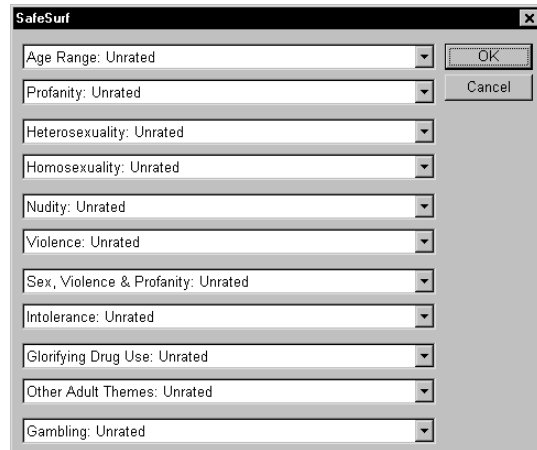 SafeSurf
Age Range: Unrated
OK
Profanity: Unrated
Cancel
Heterosexuality: Unrated
Homosexuality: Unrated
Nudity: Unrated
Violence: Unrated
Sex, Violence & Profanity: Unrated
Intolerance: Unrated
Glorifying Drug Use: Unrated
Other Adult Themes: Unrated
Gambling: Unrated